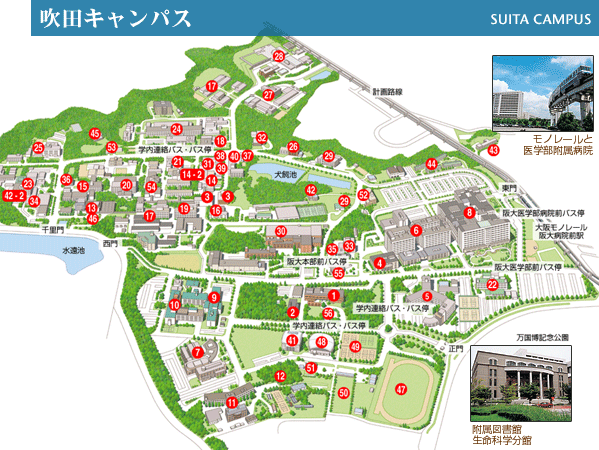 吹田キャンパス
SUITA CAMPUS
28
計画路線
17
27
モノレールと
医学部附属病院
45
24
18
32
25
53
学内連絡バス・バス停
26
43
21
31
38
40
37
29
44
23
36
15
20
54
14 - 2
39
犬飼池
東門
42 - 2
14
42
52
34
13
17
19
3
3
29
8
阪大医学部病院前バス停
46
16
千里門
30
6
大阪モノレール
阪大病院前駅
水遠池
西門
35
33
阪大本部前バス停
4
阪大医学部前バス停
55
22
9
1
5
10
2
56
学内連絡バス・バス停
学内連絡バス・バス停
41
48
49
正門
万国博記念公園
7
51
12
50
47
11
附属図書館
生命科学分館